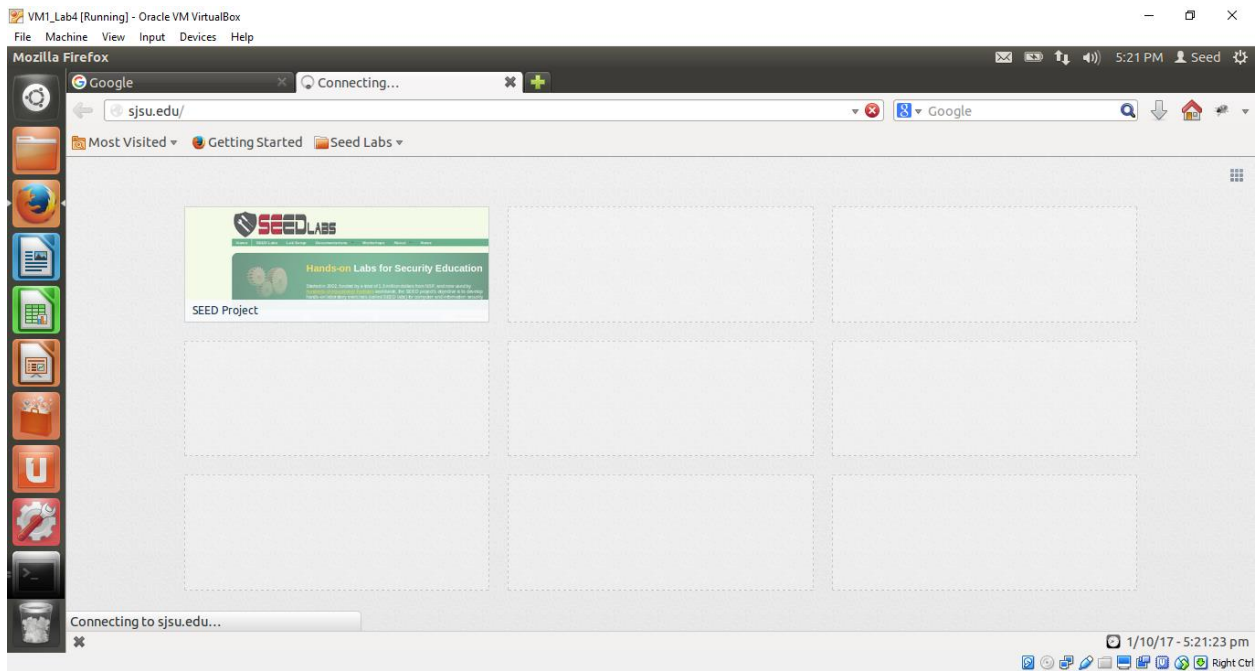 VM1_Lab4 [Running] - Oracle VM VirtualBox
File Machine View Input Devices Help
Mozilla Firefox 5:21 PM Seed
Google Connecting...
sjsu.edu/ Google
Most Visited Getting Started Seed Labs
SEEDLABS
Hands-on Labs for Security Education
SEED Project
Connecting to sjsu.edu...
1/10/17 - 5:21:23 pm
Right Ctrl